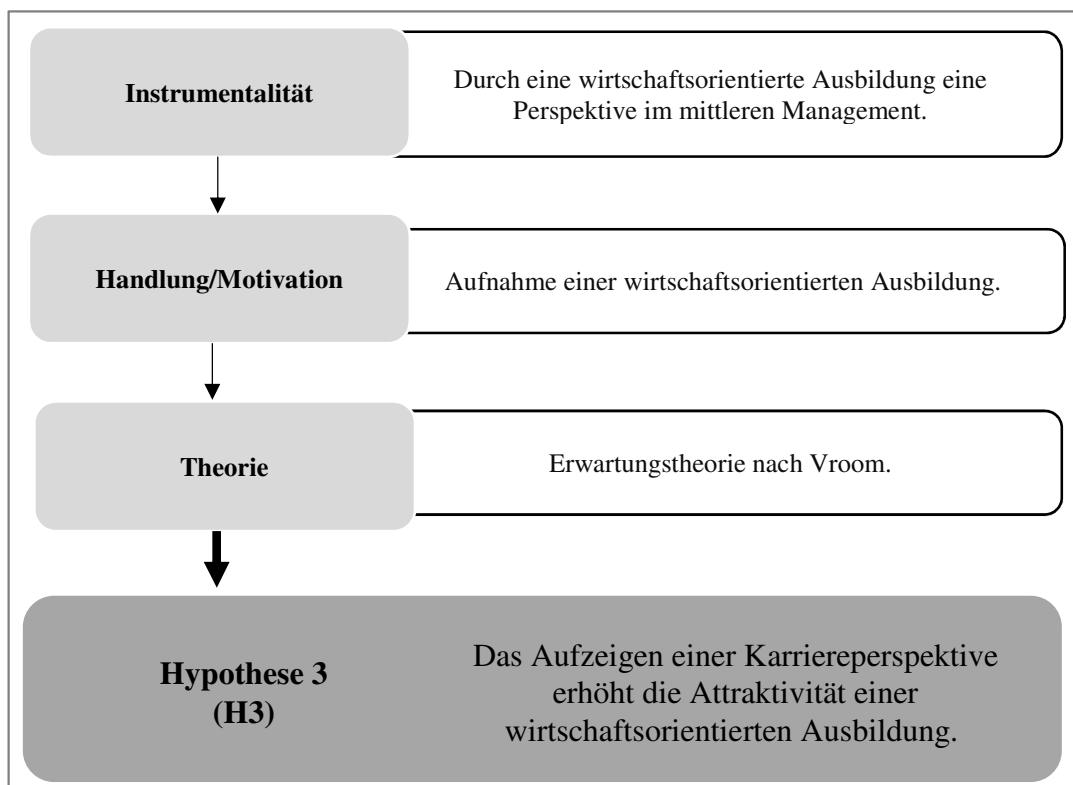 Instrumentalität
Durch eine wirtschaftsorientierte Ausbildung eine
Perspektive im mittleren Management.
Handlung/Motivation
Aufnahme einer wirtschaftsorientierten Ausbildung.
Theorie
Erwartungstheorie nach Vroom.
Hypothese 3
(H3)
Das Aufzeigen einer Karriereperspektive
erhöht die Attraktivität einer
wirtschaftsorientierten Ausbildung.